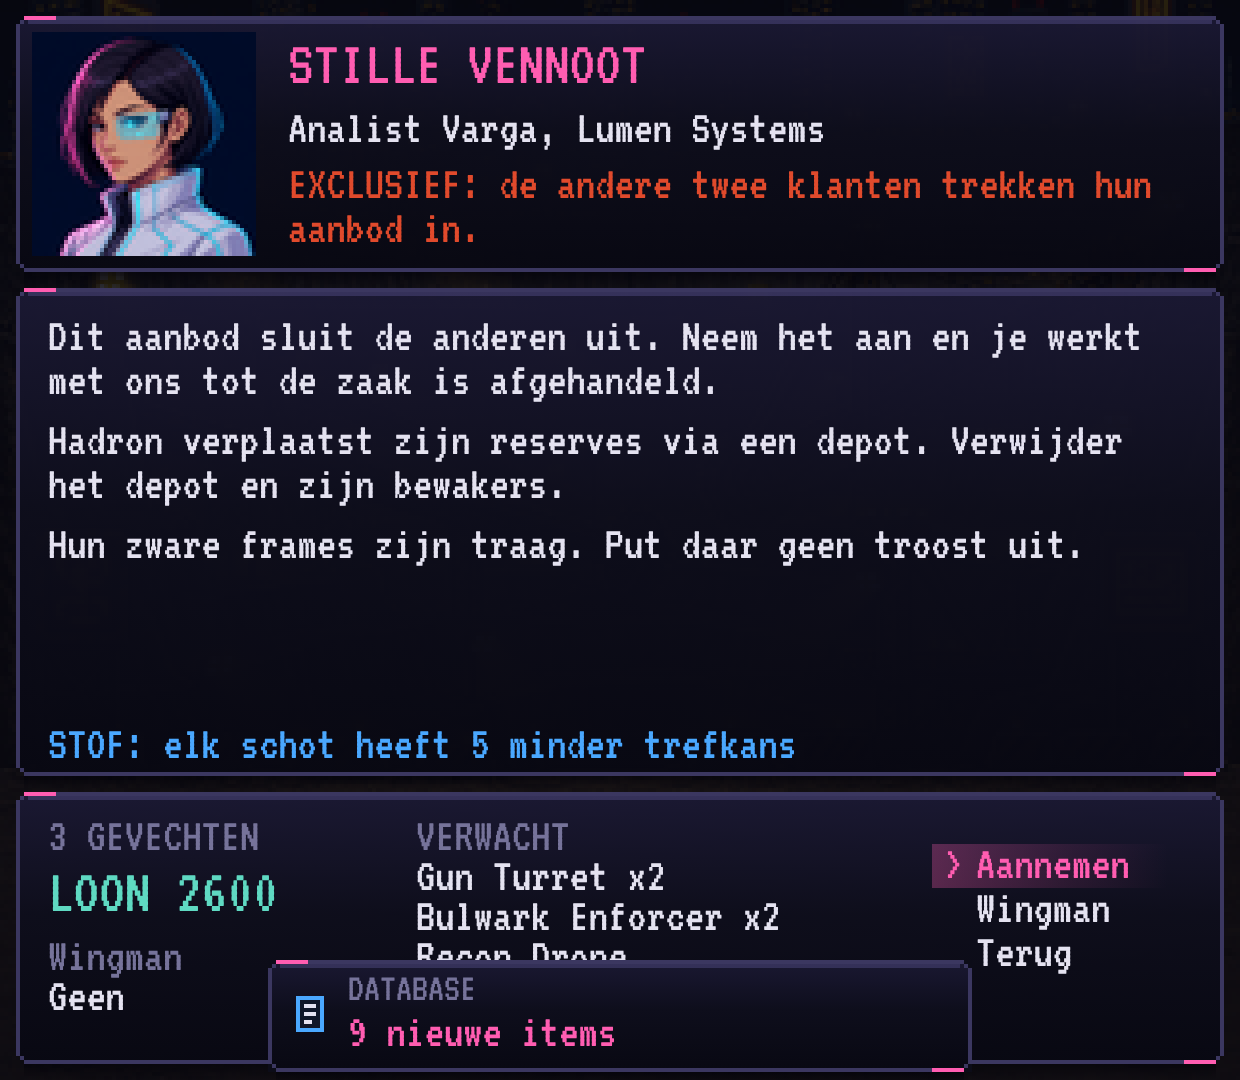 STILLE VENNOOT
Analist Varga, Lumen Systems
EXCLUSIEF: de andere twee klanten trekken hun
aanbod in.
Dit aanbod sluit de anderen uit. Neem het aan en je werkt
met ons tot de zaak is afgehandeld.
Hadron verplaatst zijn reserves via een depot. Verwijder
het depot en zijn bewakers.
Hun zware frames zijn traag. Put daar geen troost uit.
STOF: elk schot heeft 5 minder trefkans
3 GEVECHTEN
LOON 2600
Wingman
Geen
VERWACHT
Gun Turret x2
Bulwark Enforcer x2
Recon Drone
> Aannemen
Wingman
Terug
DATABASE
9 nieuwe items